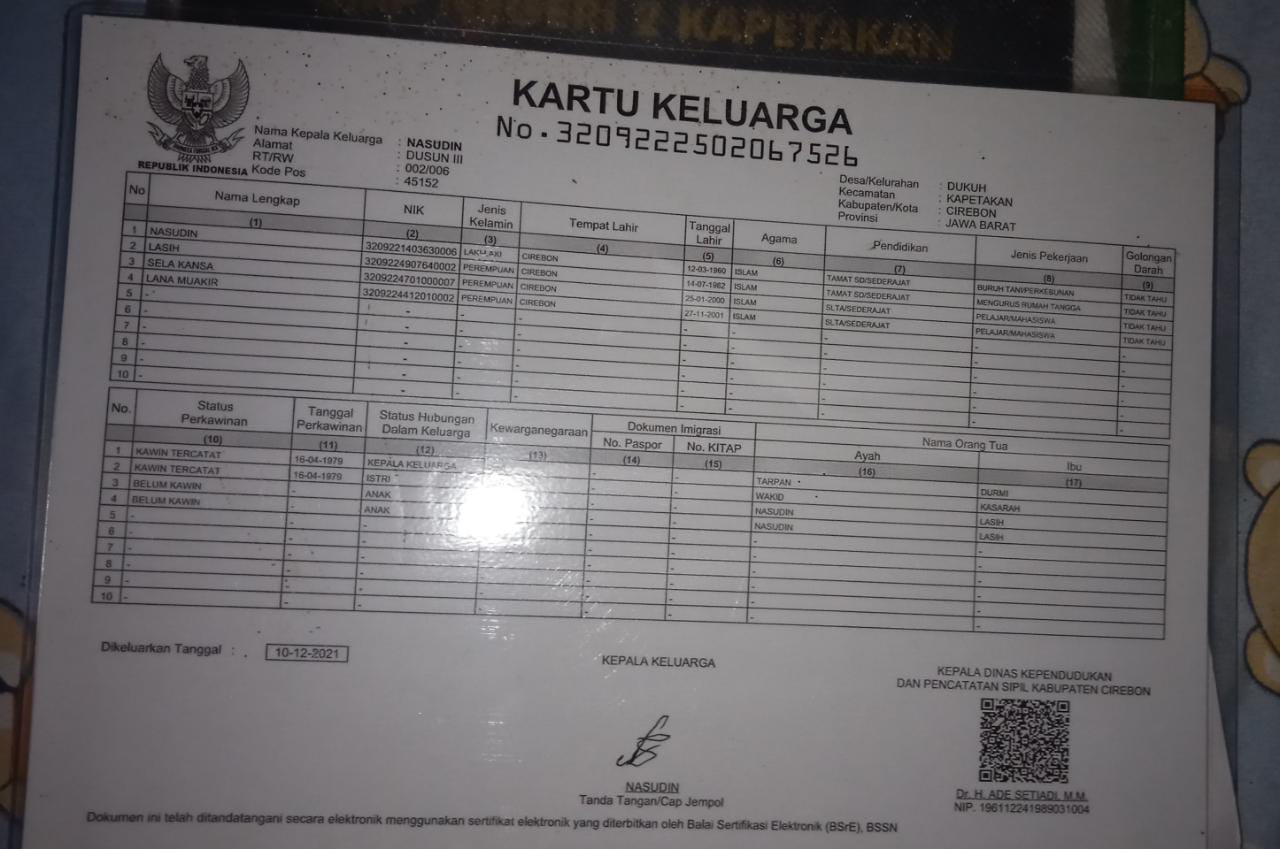 NEGERI 2 KAPETAKAN
KARTU KELUARGA
No. 3209222502067526
REPUBLIK INDONESIA
Nama Kepala Keluarga : NASUDIN
Alamat : DUSUN III
RT/RW : 002/006
Kode Pos : 45152
Desa/Kelurahan : DUKUH
Kecamatan : KAPETAKAN
Kabupaten/Kota : CIREBON
Provinsi : JAWA BARAT
No Nama Lengkap NIK Jenis Kelamin Tempat Lahir Tanggal Lahir Agama Pendidikan Jenis Pekerjaan Golongan Darah
(1) (2) (3) (4) (5) (6) (7) (8) (9)
1 NASUDIN 3209221403630006 LAKI-LAKI CIREBON 12-03-1960 ISLAM TAMAT SD/SEDERAJAT BURUH TANI/PERKEBUNAN TIDAK TAHU
2 LASIH 3209224907640002 PEREMPUAN CIREBON 14-07-1962 ISLAM TAMAT SD/SEDERAJAT MENGURUS RUMAH TANGGA TIDAK TAHU
3 SELA KANSA 3209224701000007 PEREMPUAN CIREBON 25-01-2000 ISLAM SLTA/SEDERAJAT PELAJAR/MAHASISWA TIDAK TAHU
4 LANA MUAKIR 3209224412010002 PEREMPUAN CIREBON 27-11-2001 ISLAM SLTA/SEDERAJAT PELAJAR/MAHASISWA TIDAK TAHU
5 - - - - - - - - -
6 - - - - - - - - -
7 - - - - - - - - -
8 - - - - - - - - -
9 - - - - - - - - -
10 - - - - - - - - -
No. Status Perkawinan Tanggal Perkawinan Status Hubungan Dalam Keluarga Kewarganegaraan Dokumen Imigrasi Nama Orang Tua
No. Paspor No. KITAP Ayah Ibu
(10) (11) (12) (13) (14) (15) (16) (17)
1 KAWIN TERCATAT 16-04-1979 KEPALA KELUARGA - - TARPAN DURMI
2 KAWIN TERCATAT 16-04-1979 ISTRI - - WAKID KASARAH
3 BELUM KAWIN - ANAK - - NASUDIN LASIH
4 BELUM KAWIN - ANAK - - NASUDIN LASIH
5 - - - - - - -
6 - - - - - - -
7 - - - - - - -
8 - - - - - - -
9 - - - - - - -
10 - - - - - - -
Dikeluarkan Tanggal : 10-12-2021
KEPALA KELUARGA
NASUDIN
Tanda Tangan/Cap Jempol
KEPALA DINAS KEPENDUDUKAN
DAN PENCATATAN SIPIL KABUPATEN CIREBON
Dr. H. ADE SETIADI, M.M.
NIP. 196112241989031004
Dokumen ini telah ditandatangani secara elektronik menggunakan sertifikat elektronik yang diterbitkan oleh Balai Sertifikasi Elektronik (BSrE), BSSN